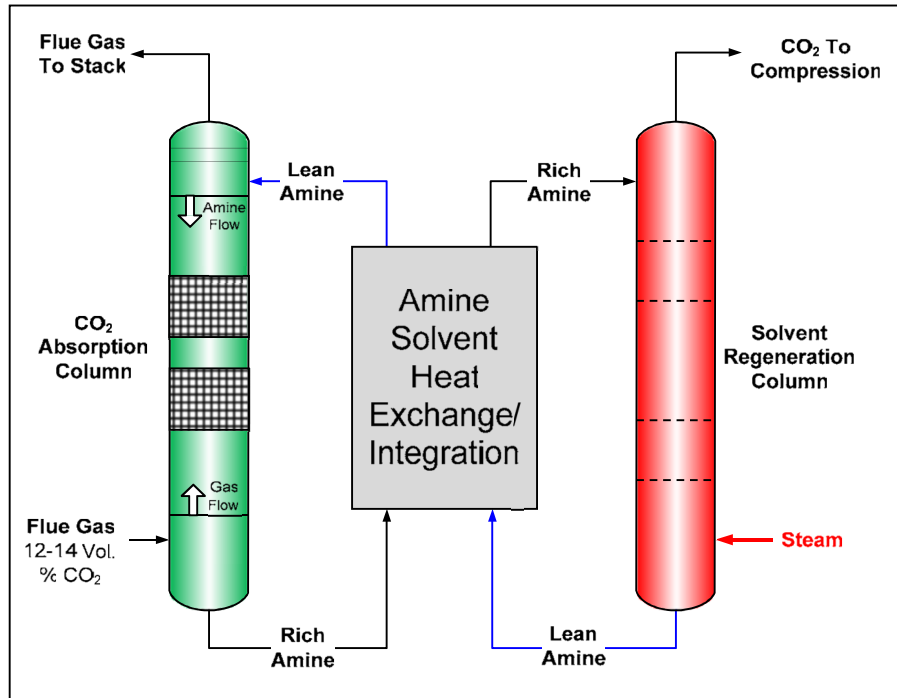 Flue Gas
To Stack
CO₂ To
Compression
Lean
Amine
Rich
Amine
Amine
Flow
CO₂
Absorption
Column
Amine
Solvent
Heat
Exchange/
Integration
Solvent
Regeneration
Column
Gas
Flow
Flue Gas
12-14 Vol.
% CO₂
Steam
Rich
Amine
Lean
Amine